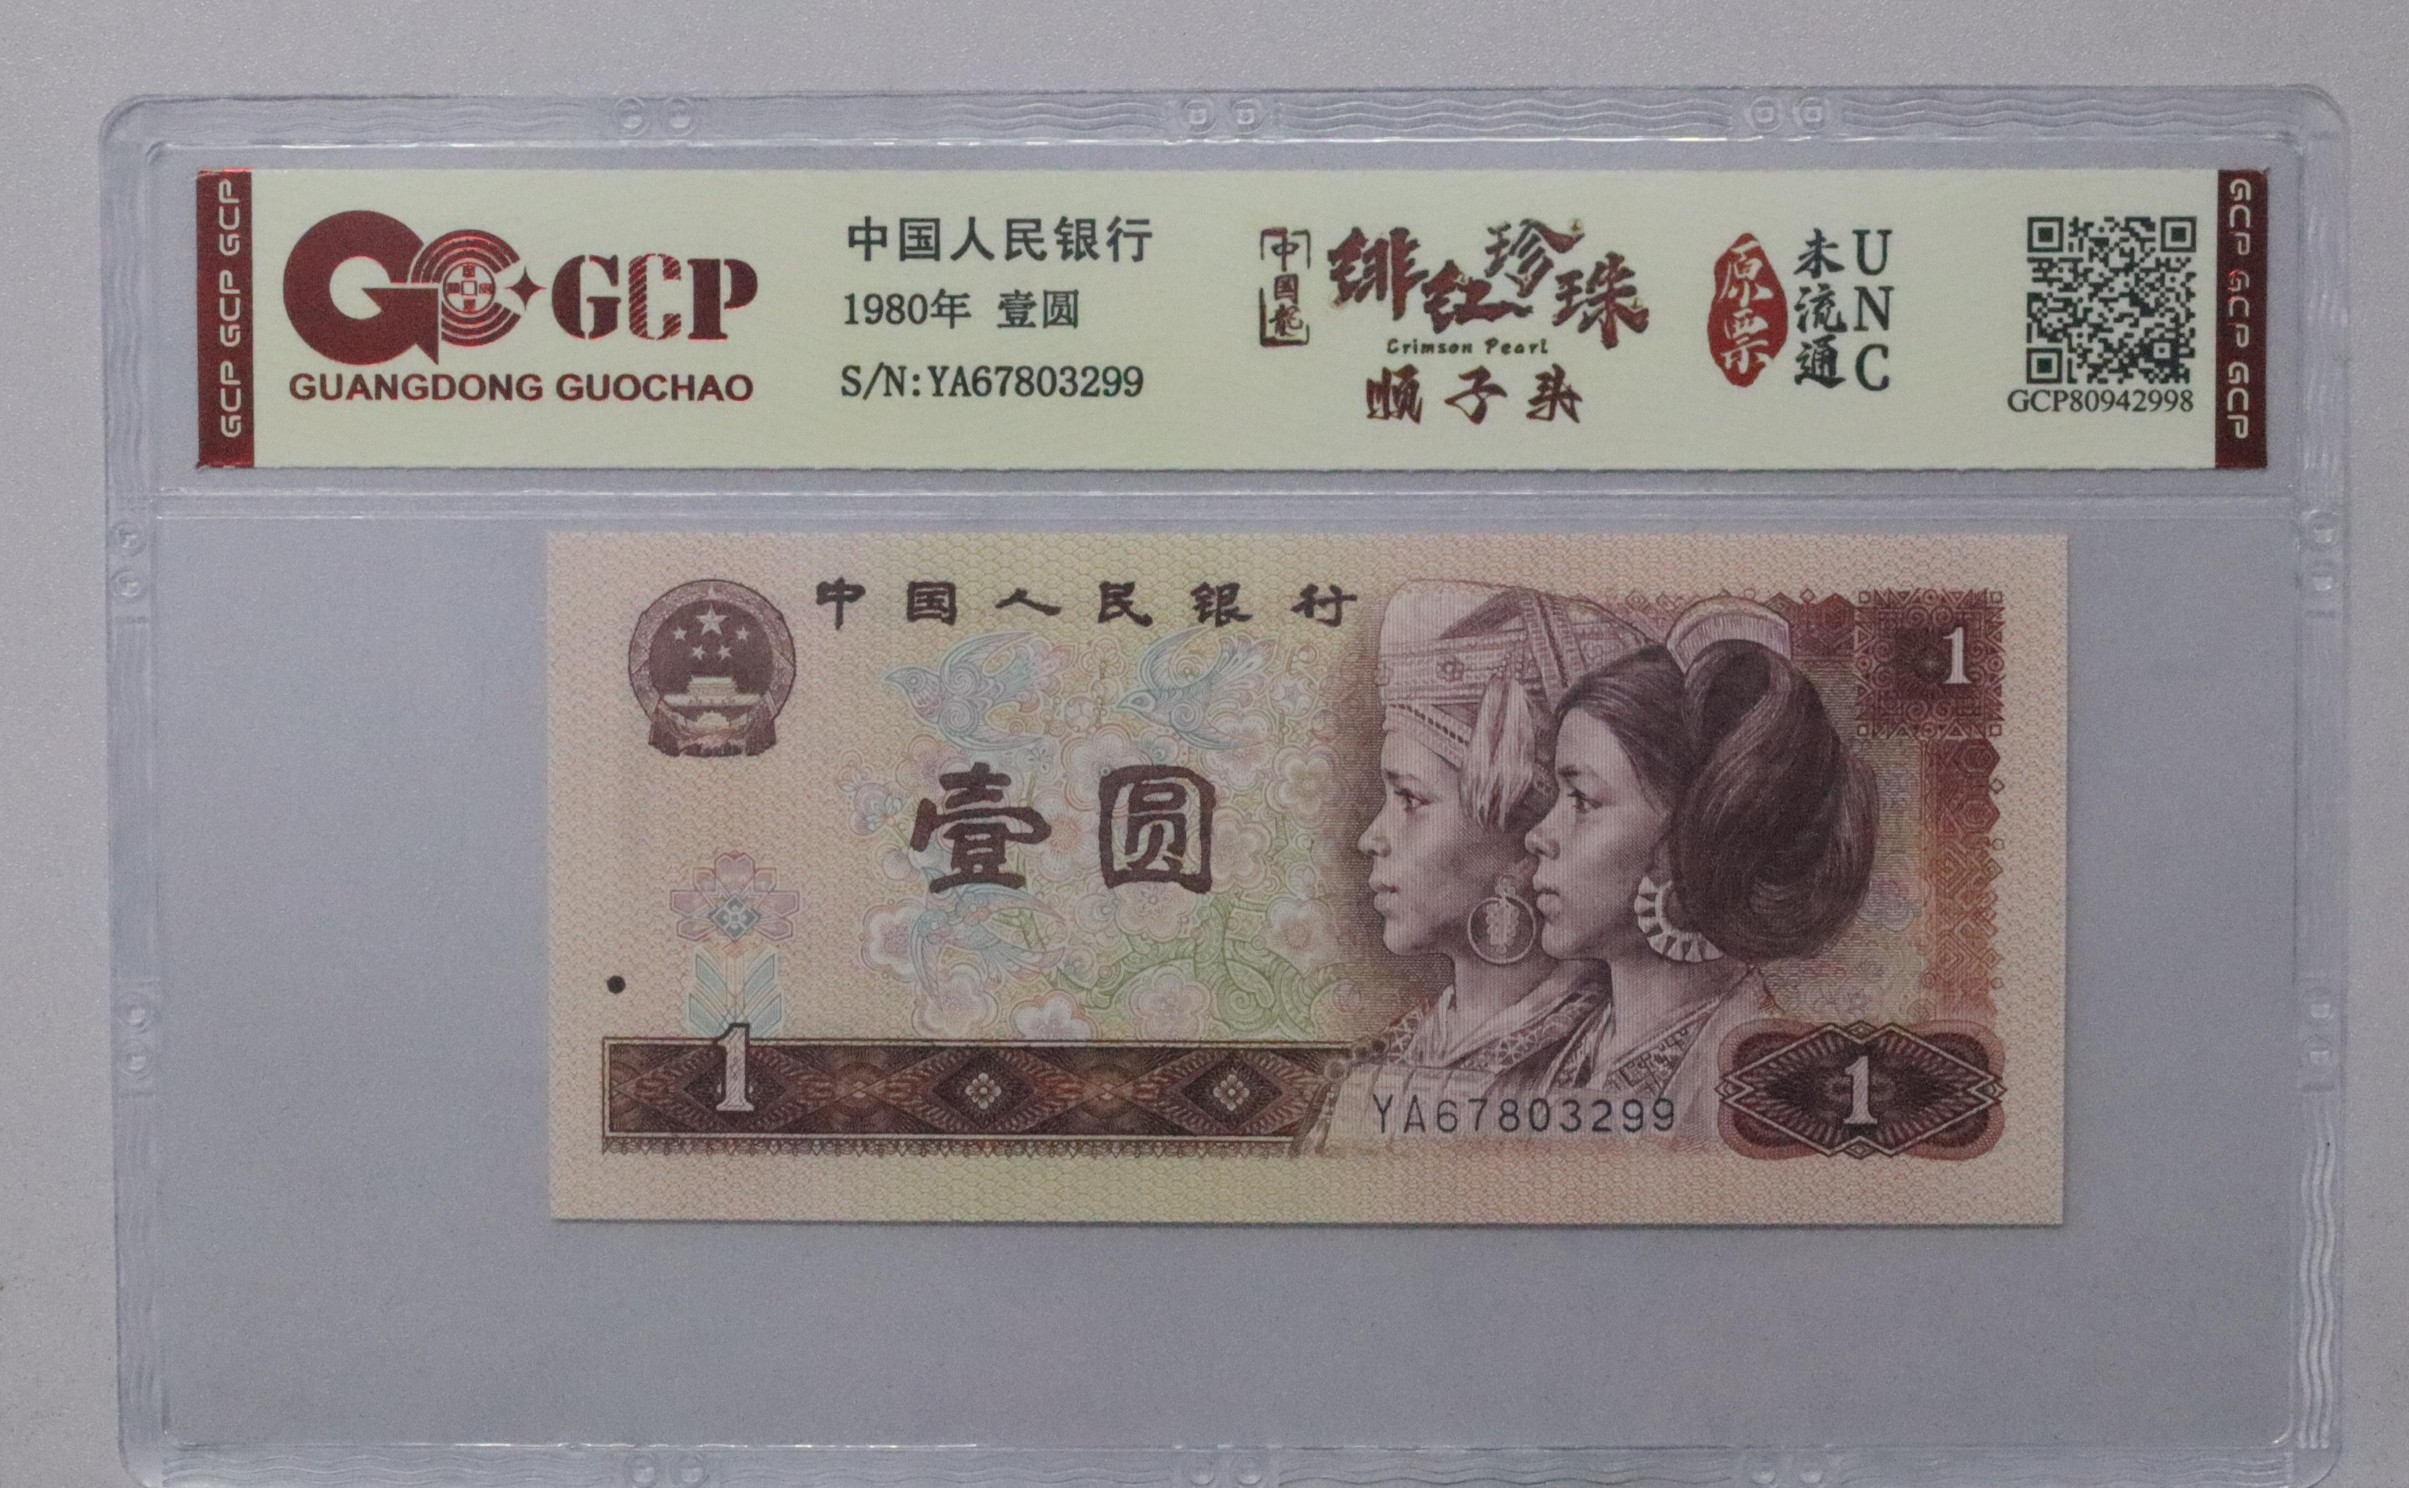 GCP GCP GCP
GCP
GUANGDONG GUOCHAO
中国人民银行
1980年 壹圆
S/N:YA67803299
中国龙
绯红珍珠
Crimson Pearl
顺子号
原票
未流通
UNC
GCP80942998
GCP GCP GCP
中国人民银行
1
壹圆
1
YA67803299
1